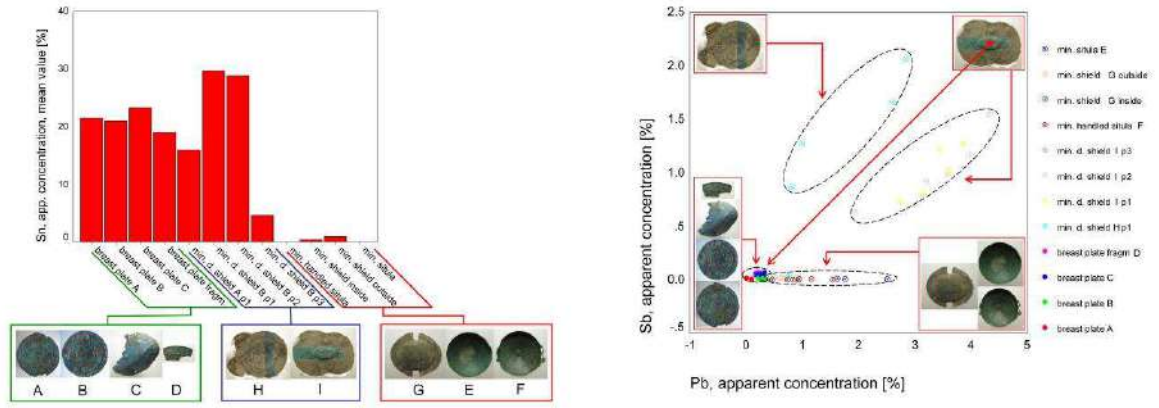 Sn, app. concentration, mean value [%]
40
30
20
10
0
breast plate A
breast plate B
breast plate C
breast plate fragm.
min. d. shield A p1
min. d. shield B p1
min. d. shield B p2
min. d. shield B p3
min. handled situla
min. shield inside
min. shield outside
min. situla
A B C D
H I
G E F
Sb, apparent concentration [%]
2.5
2.0
1.5
1.0
.5
0.0
-.5
-1 0 1 2 3 4 5
Pb, apparent concentration [%]
min. situla E
min. shield G outside
min. shield G inside
min. handled situla F
min. d. shield I p3
min. d. shield I p2
min. d. shield I p1
min. d. shield H p1
breast plate fragm D
breast plate C
breast plate B
breast plate A